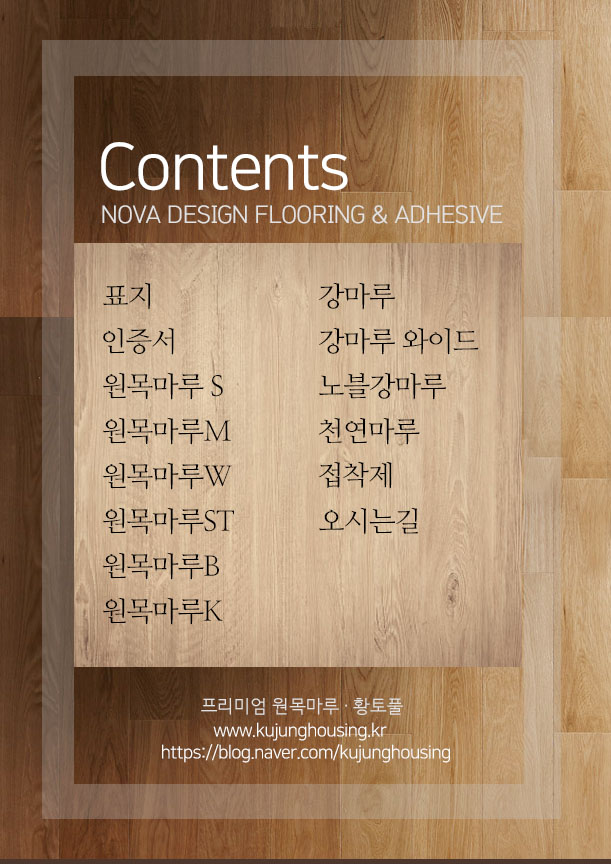 Contents
NOVA DESIGN FLOORING & ADHESIVE
표지
인증서
원목마루 S
원목마루M
원목마루W
원목마루ST
원목마루B
원목마루K
강마루
강마루 와이드
노블강마루
천연마루
접착제
오시는길
프리미엄 원목마루 · 황토풀
www.kujunghousing.kr
https://blog.naver.com/kujunghousing